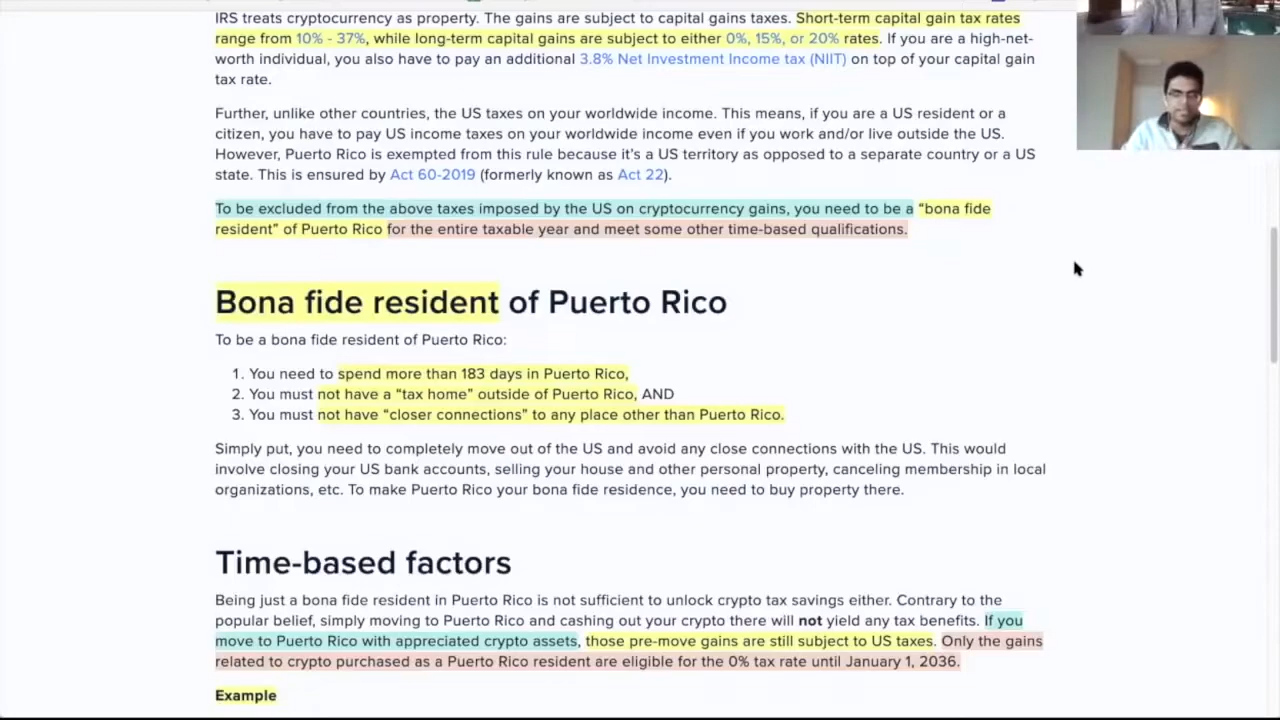 IRS treats cryptocurrency as property. The gains are subject to capital gains taxes. Short-term capital gain tax rates
range from 10% - 37%, while long-term capital gains are subject to either 0%, 15%, or 20% rates. If you are a high-net-
worth individual, you also have to pay an additional 3.8% Net Investment Income tax (NIIT) on top of your capital gain
tax rate.
Further, unlike other countries, the US taxes on your worldwide income. This means, if you are a US resident or a
citizen, you have to pay US income taxes on your worldwide income even if you work and/or live outside the US.
However, Puerto Rico is exempted from this rule because it’s a US territory as opposed to a separate country or a US
state. This is ensured by Act 60-2019 (formerly known as Act 22).
To be excluded from the above taxes imposed by the US on cryptocurrency gains, you need to be a “bona fide
resident” of Puerto Rico for the entire taxable year and meet some other time-based qualifications.
Bona fide resident of Puerto Rico
To be a bona fide resident of Puerto Rico:
1. You need to spend more than 183 days in Puerto Rico,
2. You must not have a “tax home” outside of Puerto Rico, AND
3. You must not have “closer connections” to any place other than Puerto Rico.
Simply put, you need to completely move out of the US and avoid any close connections with the US. This would
involve closing your US bank accounts, selling your house and other personal property, canceling membership in local
organizations, etc. To make Puerto Rico your bona fide residence, you need to buy property there.
Time-based factors
Being just a bona fide resident in Puerto Rico is not sufficient to unlock crypto tax savings either. Contrary to the
popular belief, simply moving to Puerto Rico and cashing out your crypto there will not yield any tax benefits. If you
move to Puerto Rico with appreciated crypto assets, those pre-move gains are still subject to US taxes. Only the gains
related to crypto purchased as a Puerto Rico resident are eligible for the 0% tax rate until January 1, 2036.
Example